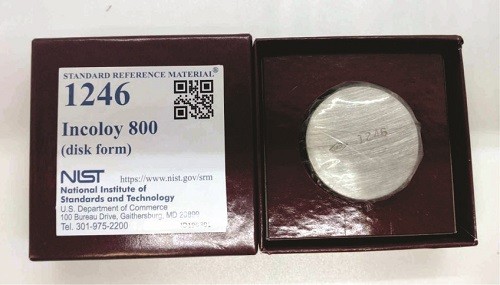 STANDARD REFERENCE MATERIAL®
1246
Incoloy 800
(disk form)
NIST https://www.nist.gov/srm
National Institute of
Standards and Technology
U.S. Department of Commerce
100 Bureau Drive, Gaithersburg, MD 20899
Tel. 301-975-2200
1246